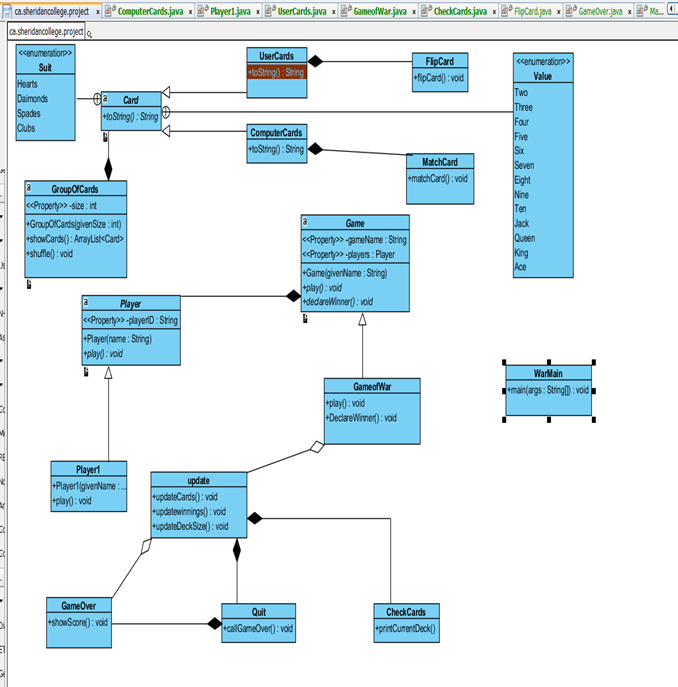 ca.sheridancollege.project x
ComputerCards.java x
Player1.java x
UserCards.java x
GameofWar.java x
CheckCards.java x
FlipCard.java x
GameOver.java x
Ma...
ca.sheridancollege.project
<<enumeration>>
Suit
Hearts
Daimonds
Spades
Clubs
a
Card
+toString() : String
UserCards
+toString() : String
FlipCard
+flipCard() : void
<<enumeration>>
Value
Two
Three
Four
Five
Six
Seven
Eight
Nine
Ten
Jack
Queen
King
Ace
ComputerCards
+toString() : String
MatchCard
+matchCard() : void
a
GroupOfCards
<<Property>> -size : int
+GroupOfCards(givenSize : int)
+showCards() : ArrayList<Card>
+shuffle() : void
a
Game
<<Property>> -gameName : String
<<Property>> -players : Player
+Game(givenName : String)
+play() : void
+declareWinner() : void
a
Player
<<Property>> -playerID : String
+Player(name : String)
+play() : void
WarMain
+main(args : String[]) : void
GameofWar
+play() : void
+DeclareWinner() : void
Player1
+Player1(givenName : ...
+play() : void
update
+updateCards() : void
+updatewinnings() : void
+updateDeckSize() : void
GameOver
+showScore() : void
Quit
+callGameOver() : void
CheckCards
+printCurrentDeck()